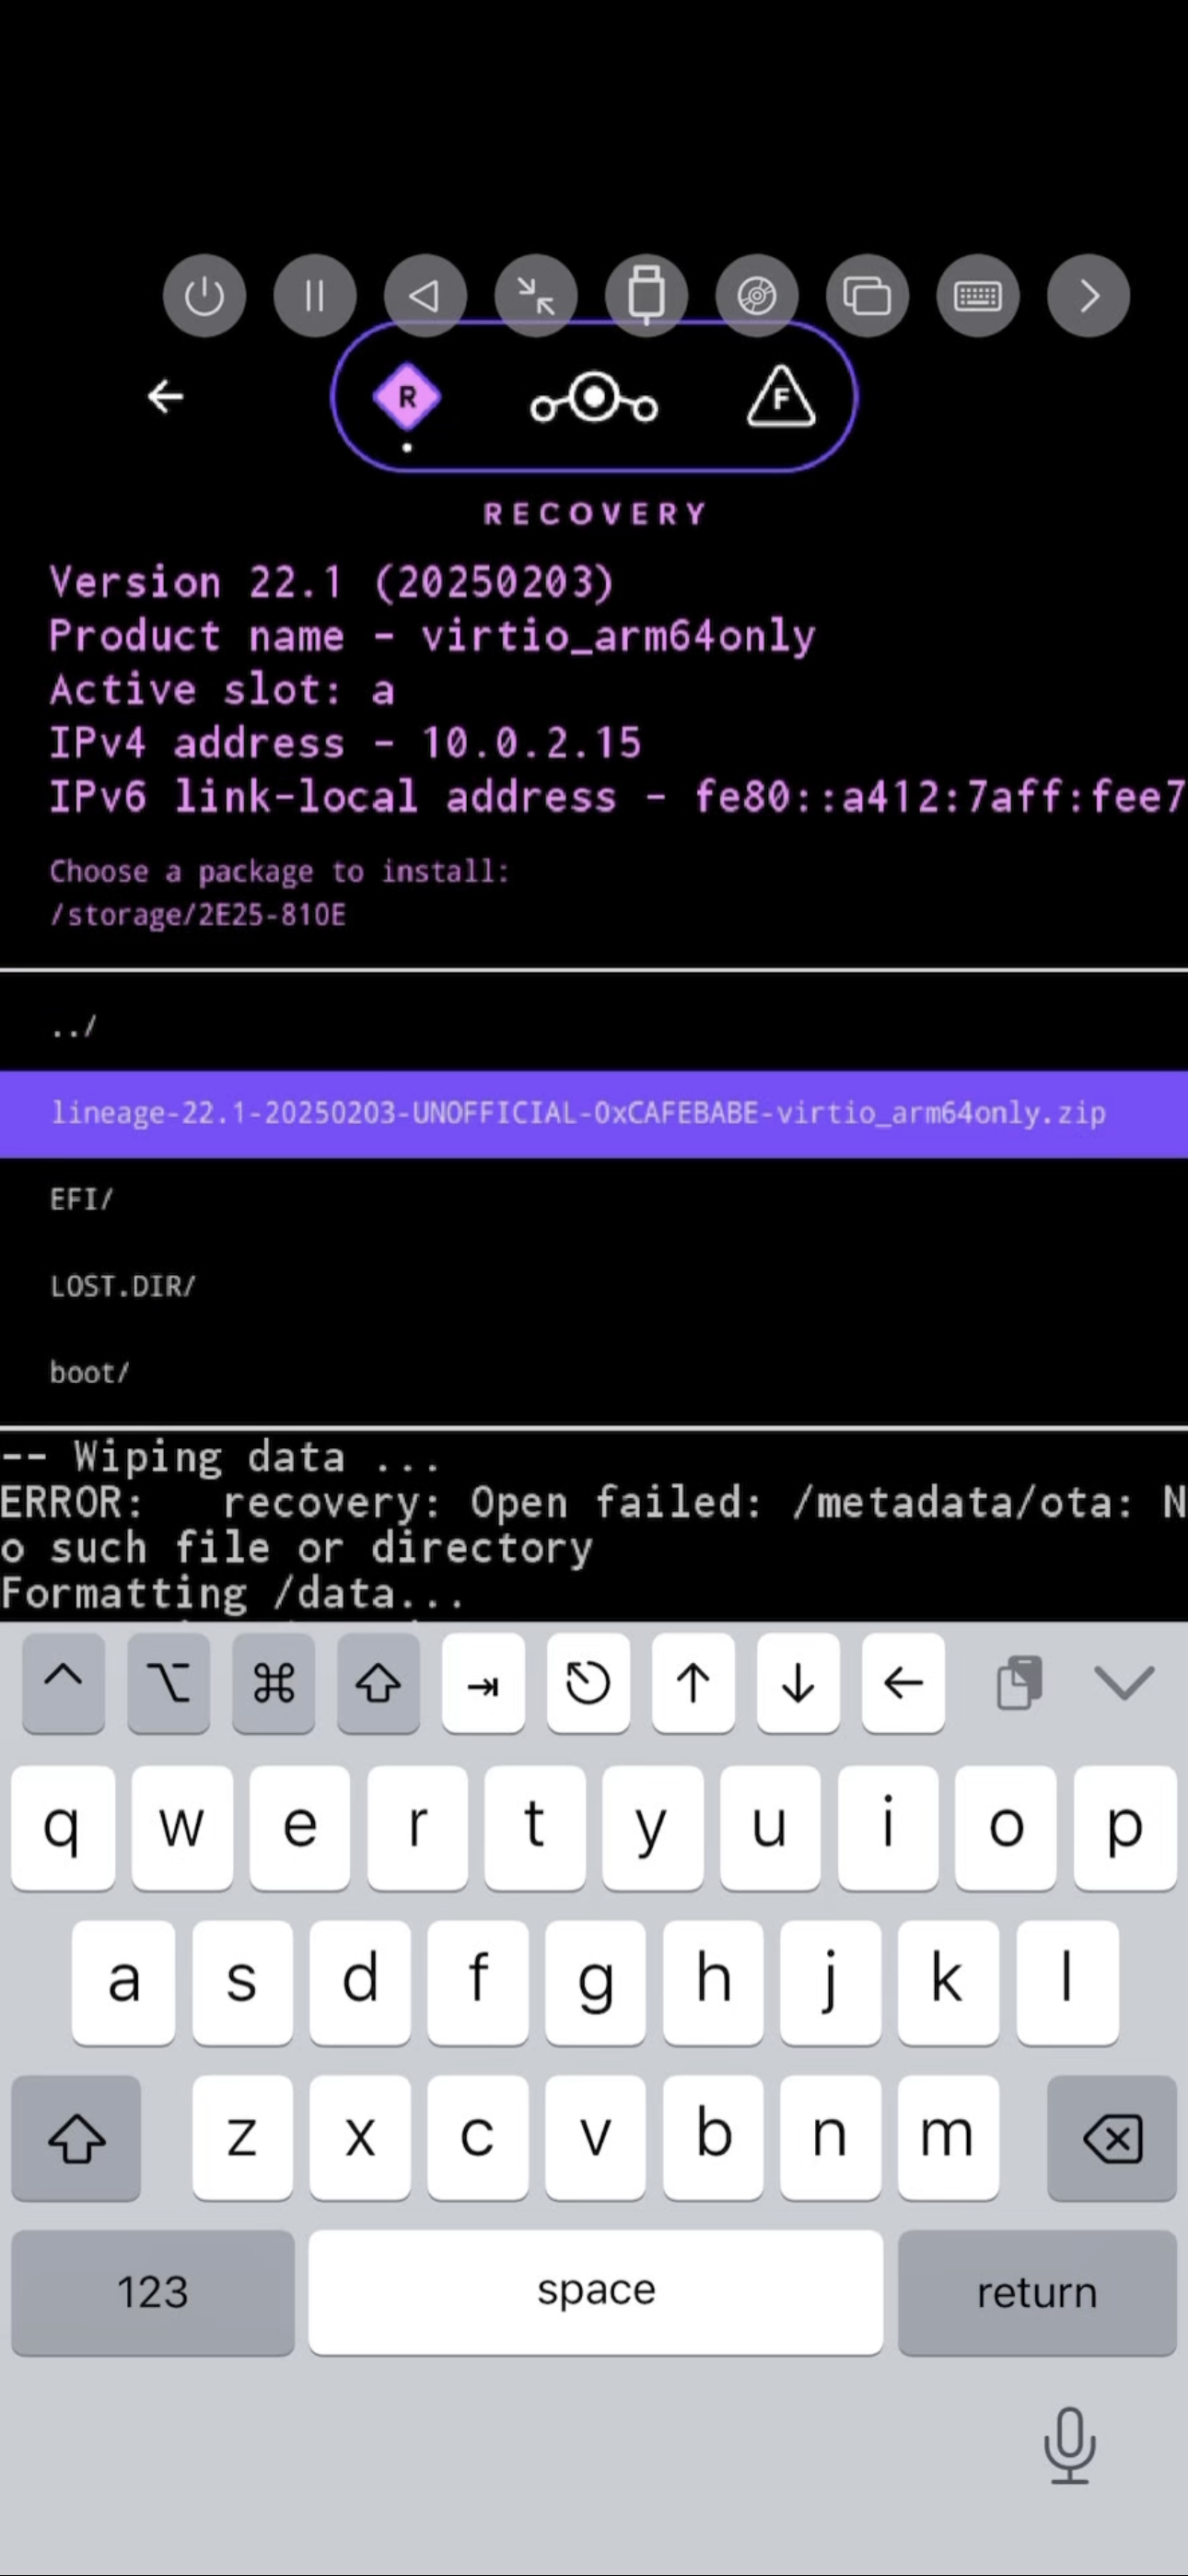 R
F
RECOVERY
Version 22.1 (20250203)
Product name - virtio_arm64only
Active slot: a
IPv4 address - 10.0.2.15
IPv6 link-local address - fe80::a412:7aff:fee7
Choose a package to install:
/storage/2E25-810E
../
lineage-22.1-20250203-UNOFFICIAL-0xCAFEBABE-virtio_arm64only.zip
EFI/
LOST.DIR/
boot/
-- Wiping data ...
ERROR:   recovery: Open failed: /metadata/ota: N
o such file or directory
Formatting /data...
q w e r t y u i o p
a s d f g h j k l
z x c v b n m
123 space return